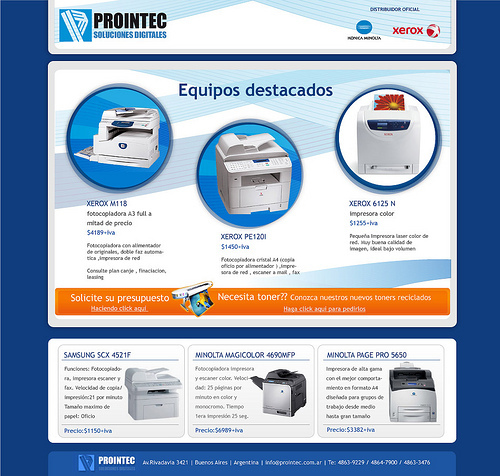 PROINTEC
SOLUCIONES DIGITALES
DISTRIBUIDOR OFICIAL
KONICA MINOLTA
xerox
Equipos destacados
XEROX M118
fotocopiadora A3 full a
mitad de precio
$4189+iva
Fotocopiadora con alimentador
de originales, doble faz automa-
tica ,impresora de red
Consulte plan canje , finaciacion,
leasing
XEROX PE120I
$1450+iva
Fotocopiadora cristal A4 (copia
oficio por alimentador ) ,impre-
sora de red , escaner a mail , fax
XEROX 6125 N
impresora color
$1255+iva
Pequeña impresora laser color de
red. Muy buena calidad de
imagen, ideal bajo volumen
Solicite su presupuesto
Haciendo click aqui
Necesita toner?? Conozca nuestros nuevos toners reciclados
Haga click aqui para pedirlos
SAMSUNG SCX 4521F
Funciones: Fotocopiado-
ra, impresora escaner y
fax. Velocidad de copia/
impresión:21 por minuto
Tamaño maximo de
papel: Oficio
Precio:$1150+iva
MINOLTA MAGICOLOR 4690MFP
Fotocopiadora impresora
y escaner color. Veloci-
dad: 25 páginas por
minuto en color y
monocromo. Tiempo
1era impresión 25 seg.
Precio:$6989+iva
MINOLTA PAGE PRO 5650
Impresora de alta gama
con el mejor comporta-
miento en formato A4
diseñada para grupos de
trabajo desde medio
hasta gran tamaño
Precio:$3382+iva
PROINTEC
SOLUCIONES DIGITALES
Av.Rivadavia 3421 | Buenos Aires | Argentina | info@prointec.com.ar | Te: 4863-9229 / 4864-7900 / 4863-3476